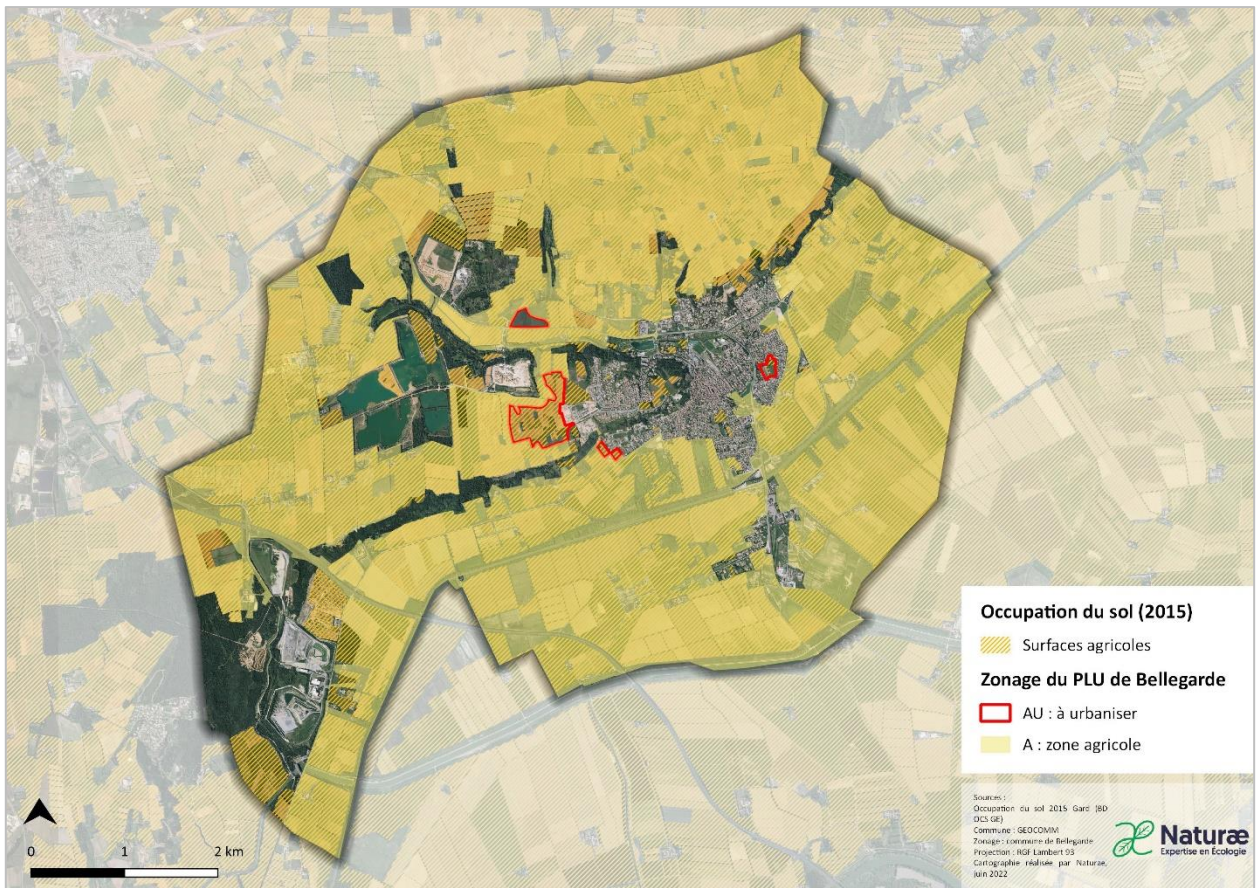 Occupation du sol (2015)
Surfaces agricoles
Zonage du PLU de Bellegarde
AU : à urbaniser
A : zone agricole
Sources :
Occupation du sol 2015 Gard (BD
OCS GE)
Commune : GEOCOMM
Zonage : commune de Bellegarde
Projection : RGF Lambert 93
Cartographie réalisée par Naturae,
juin 2022
Naturæ
Expertise en Écologie
0 1 2 km